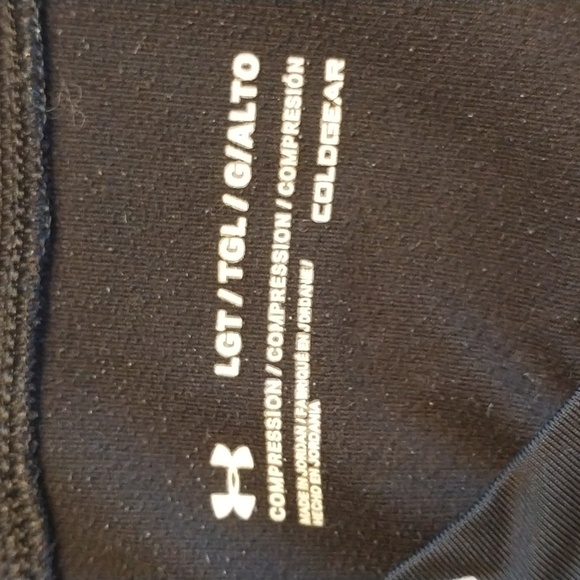 LGT / TGL / G/ALTO
COMPRESSION / COMPRESSION / COMPRESIÓN
MADE IN JORDAN / FABRIQUÉ EN JORDANIE /
HECHO EN JORDANIA
COLDGEAR